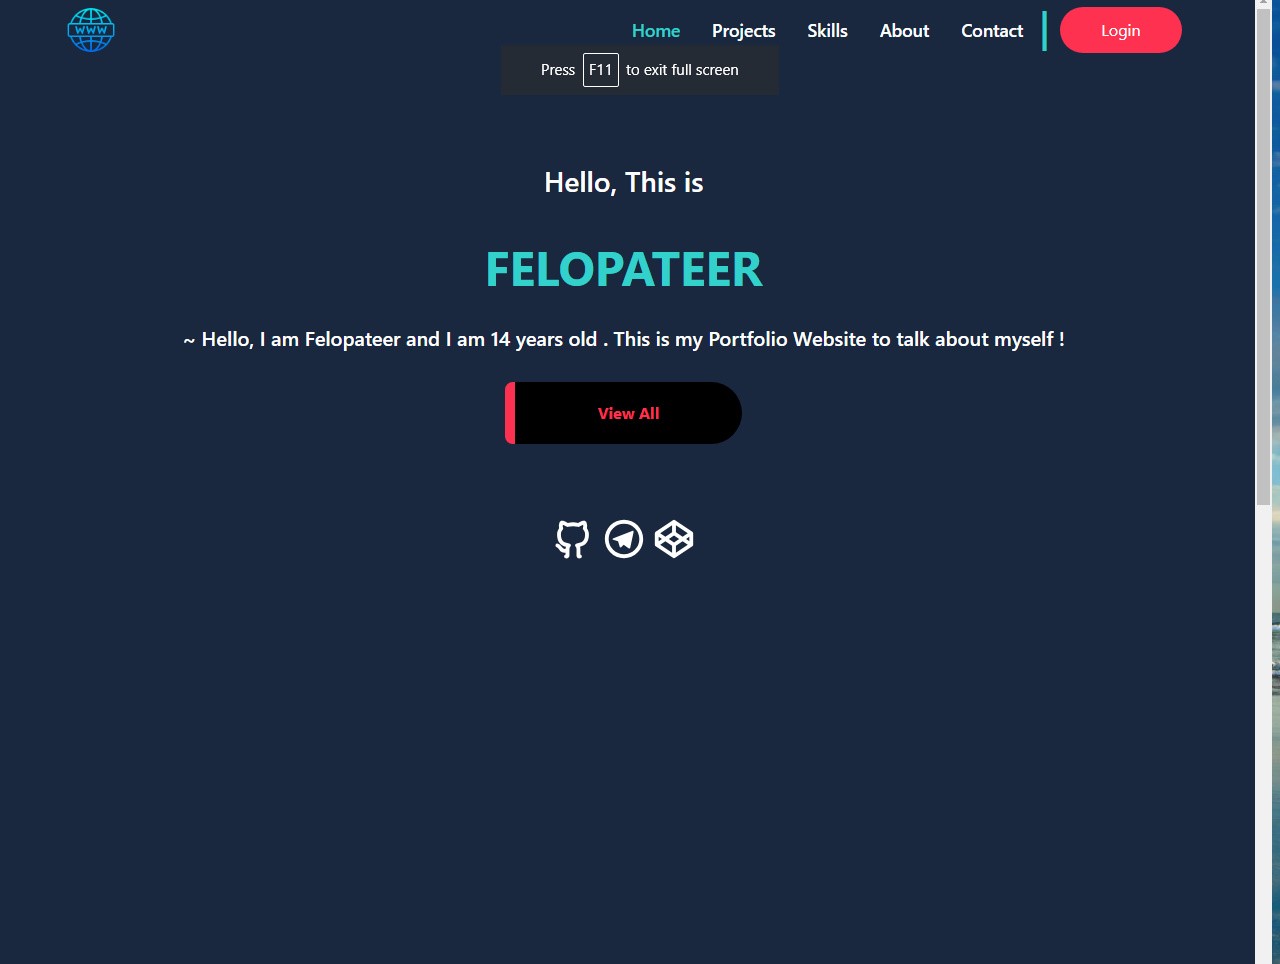 WWW
Home Projects Skills About Contact Login
Press F11 to exit full screen
Hello, This is
FELOPATEER
~ Hello, I am Felopateer and I am 14 years old . This is my Portfolio Website to talk about myself !
View All